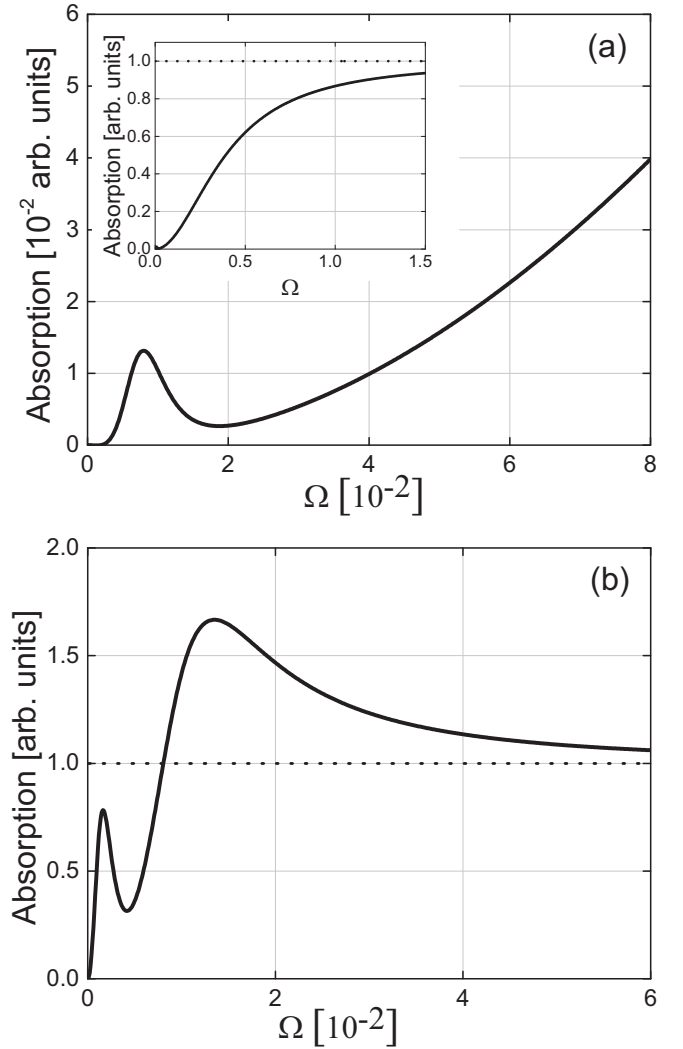 (a)
Absorption [10⁻² arb. units]
6
5
4
3
2
1
0
0 2 4 6 8
Ω [10⁻²]
Absorption [arb. units]
1.0
0.8
0.6
0.4
0.2
0.0
0.0 0.5 1.0 1.5
Ω
(b)
Absorption [arb. units]
2.0
1.5
1.0
0.5
0.0
0 2 4 6
Ω [10⁻²]